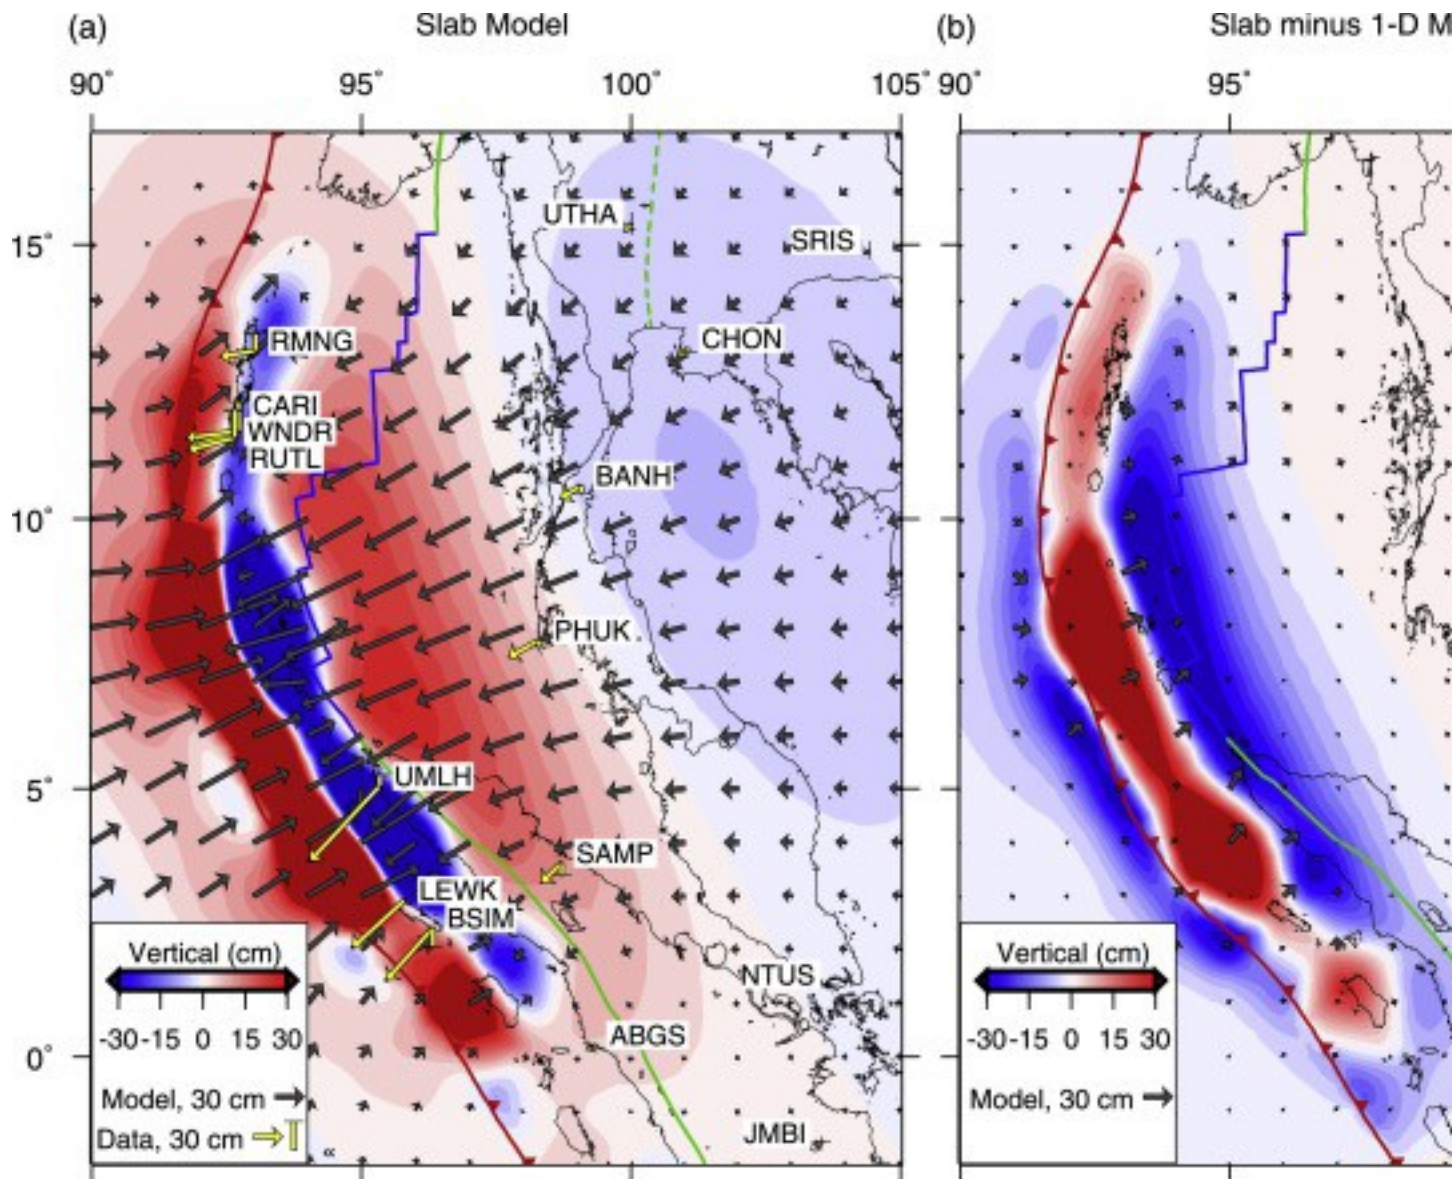 (a) Slab Model (b) Slab minus 1-D M
90° 95° 100° 105° 90° 95°
UTHA
15° SRIS
RMNG CHON
CARI
WNDR
RUTL
BANH
10°
PHUK
UMLH
5°
SAMP
LEWK
BSIM
Vertical (cm) Vertical (cm)
NTUS
-30 -15 0 15 30 -30 -15 0 15 30
ABGS
0°
Model, 30 cm Model, 30 cm
Data, 30 cm
JMBI